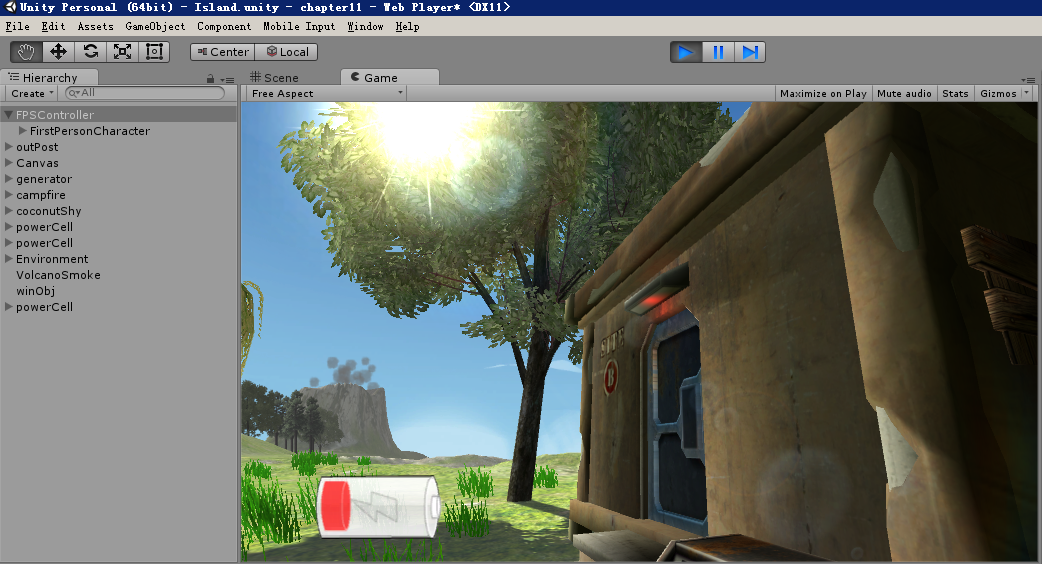 Unity Personal (64bit) - Island.unity - chapter11 - Web Player* <DX11>
File Edit Assets GameObject Component Mobile Input Window Help
Center Local
Hierarchy
Scene Game
Create All
Free Aspect Maximize on Play Mute audio Stats Gizmos
FPSController
FirstPersonCharacter
outPost
Canvas
generator
campfire
coconutShy
powerCell
powerCell
Environment
VolcanoSmoke
winObj
powerCell
SITE
B